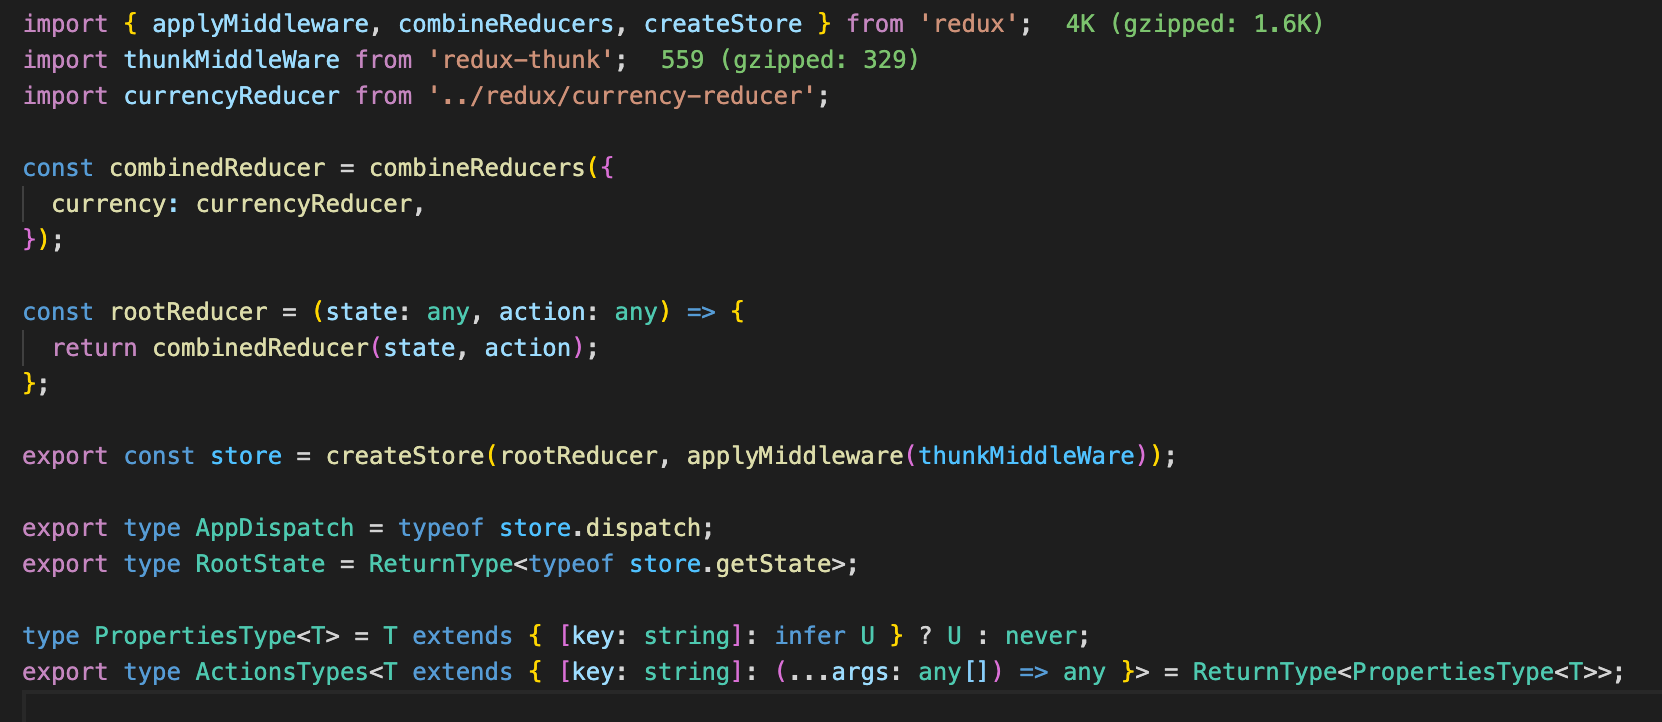 import { applyMiddleware, combineReducers, createStore } from 'redux';  4K (gzipped: 1.6K)
import thunkMiddleWare from 'redux-thunk';  559 (gzipped: 329)
import currencyReducer from '../redux/currency-reducer';

const combinedReducer = combineReducers({
  currency: currencyReducer,
});

const rootReducer = (state: any, action: any) => {
  return combinedReducer(state, action);
};

export const store = createStore(rootReducer, applyMiddleware(thunkMiddleWare));

export type AppDispatch = typeof store.dispatch;
export type RootState = ReturnType<typeof store.getState>;

type PropertiesType<T> = T extends { [key: string]: infer U } ? U : never;
export type ActionsTypes<T extends { [key: string]: (...args: any[]) => any }> = ReturnType<PropertiesType<T>>;